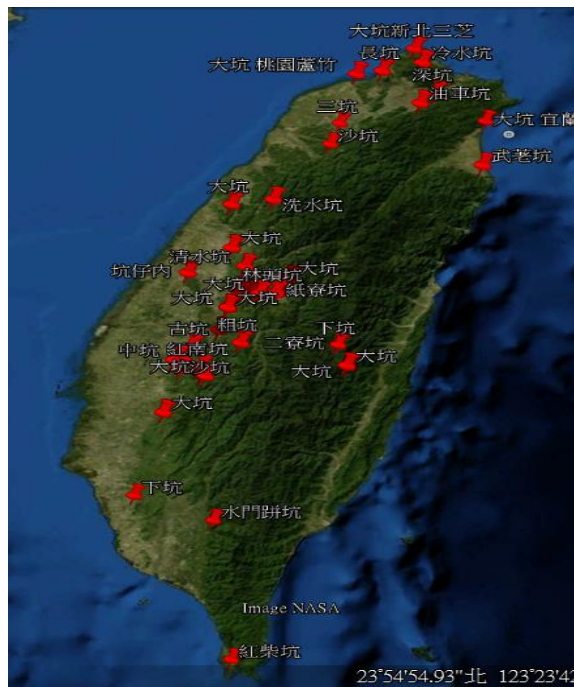 大坑新北三芝
長坑
冷水坑
大坑 桃園蘆竹
深坑
油車坑
三坑
大坑 宜蘭
沙坑
武荖坑
大坑
洗水坑
大坑
清水坑
坑仔內
林頭坑
大坑
大坑
紙寮坑
大坑
大坑
古坑
粗坑
下坑
二寮坑
中坑
紅南坑
大坑
大坑
大坑
沙坑
大坑
下坑
水門跰坑
Image NASA
紅柴坑
23°54'54.93"北 123°23'42